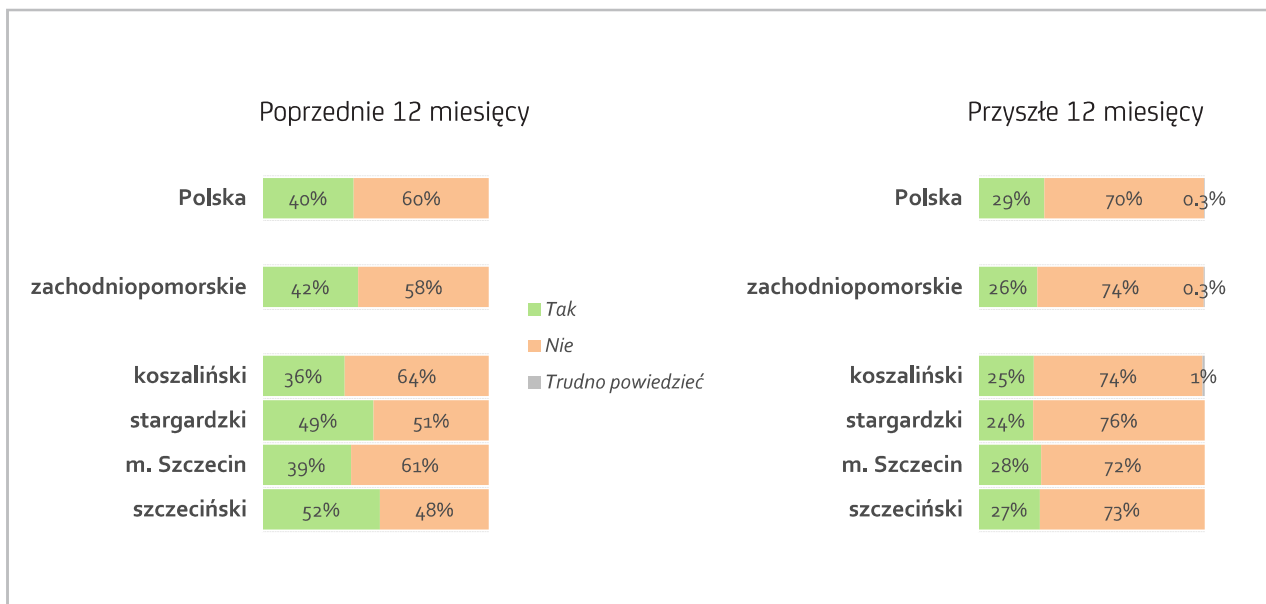 Poprzednie 12 miesięcy
Polska 40% 60%
zachodniopomorskie 42% 58%
koszaliński 36% 64%
stargardzki 49% 51%
m. Szczecin 39% 61%
szczeciński 52% 48%
Tak
Nie
Trudno powiedzieć
Przyszłe 12 miesięcy
Polska 29% 70% 0.3%
zachodniopomorskie 26% 74% 0.3%
koszaliński 25% 74% 1%
stargardzki 24% 76%
m. Szczecin 28% 72%
szczeciński 27% 73%